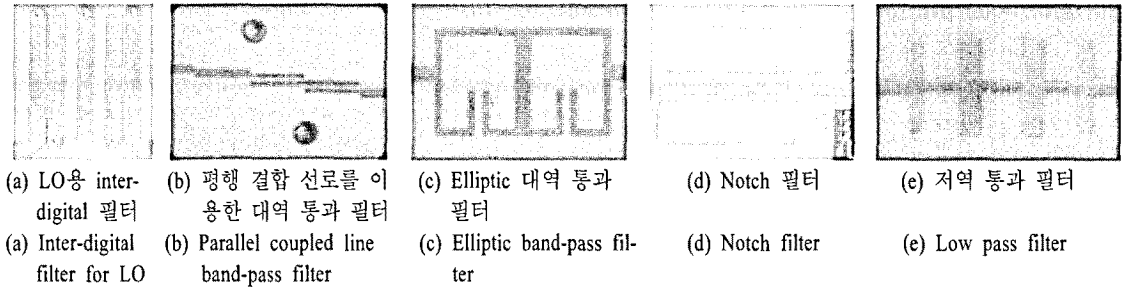 (a) LO용 inter-
digital 필터
(a) Inter-digital
filter for LO
(b) 평행 결합 선로를 이
용한 대역 통과 필터
(b) Parallel coupled line
band-pass filter
(c) Elliptic 대역 통과
필터
(c) Elliptic band-pass fil-
ter
(d) Notch 필터
(d) Notch filter
(e) 저역 통과 필터
(e) Low pass filter